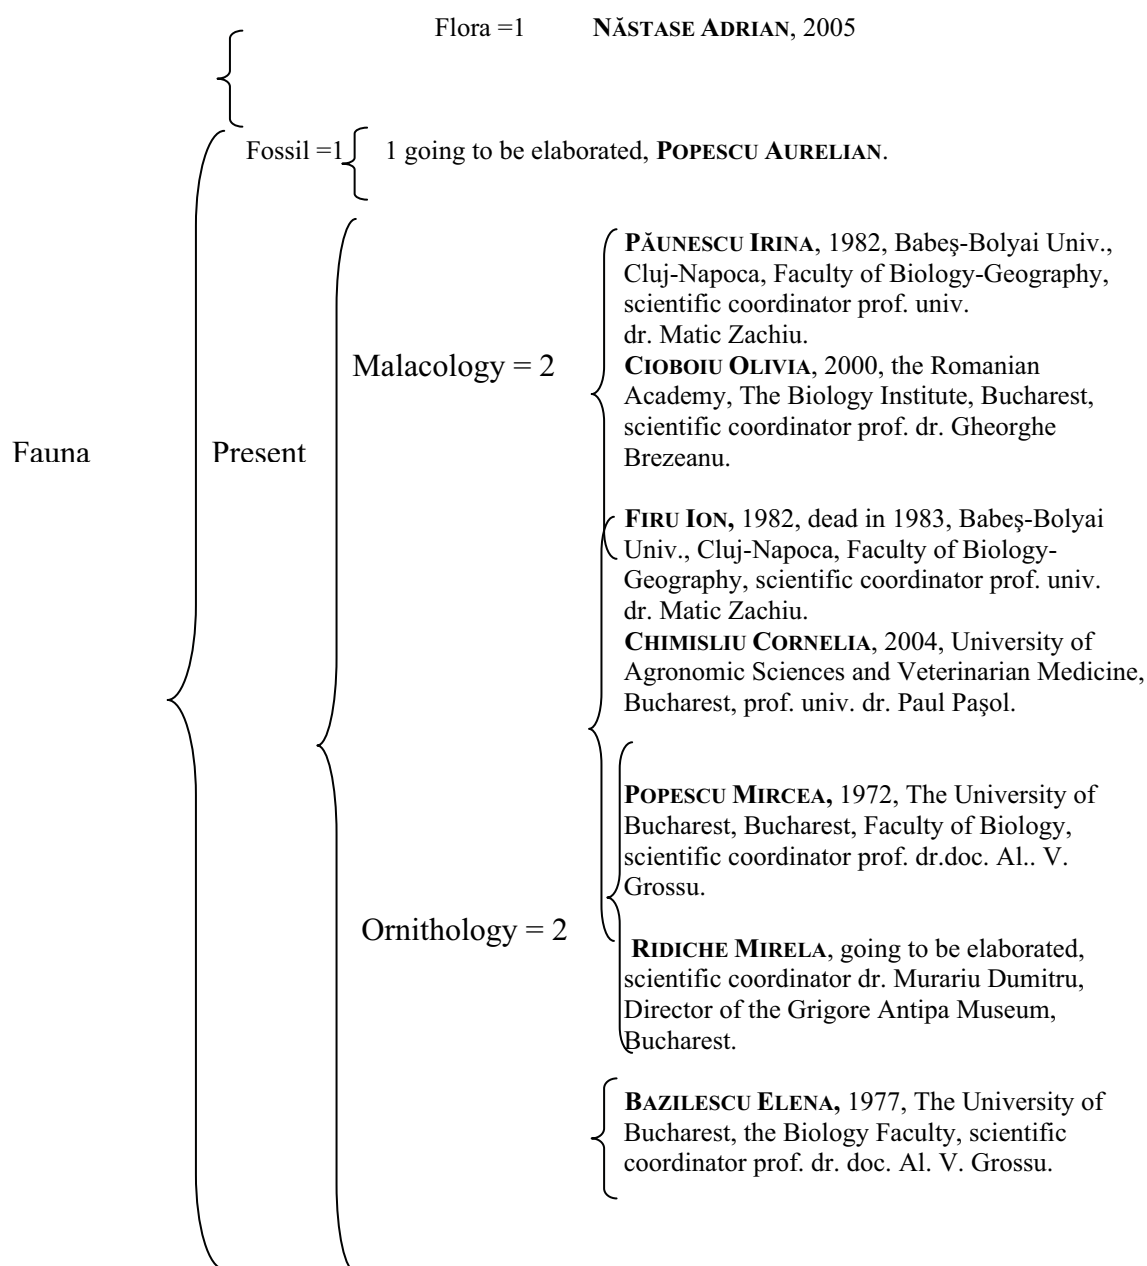 Flora =1 NĂSTASE ADRIAN, 2005
Fossil =1 1 going to be elaborated, POPESCU AURELIAN.
PĂUNESCU IRINA, 1982, Babeş-Bolyai Univ.,
Cluj-Napoca, Faculty of Biology-Geography,
scientific coordinator prof. univ.
dr. Matic Zachiu.
Malacology = 2
CIOBOIU OLIVIA, 2000, the Romanian
Academy, The Biology Institute, Bucharest,
scientific coordinator prof. dr. Gheorghe
Brezeanu.
Fauna Present
FIRU ION, 1982, dead in 1983, Babeş-Bolyai
Univ., Cluj-Napoca, Faculty of Biology-
Geography, scientific coordinator prof. univ.
dr. Matic Zachiu.
CHIMISLIU CORNELIA, 2004, University of
Agronomic Sciences and Veterinarian Medicine,
Bucharest, prof. univ. dr. Paul Paşol.
POPESCU MIRCEA, 1972, The University of
Bucharest, Bucharest, Faculty of Biology,
scientific coordinator prof. dr.doc. Al.. V.
Grossu.
Ornithology = 2
RIDICHE MIRELA, going to be elaborated,
scientific coordinator dr. Murariu Dumitru,
Director of the Grigore Antipa Museum,
Bucharest.
BAZILESCU ELENA, 1977, The University of
Bucharest, the Biology Faculty, scientific
coordinator prof. dr. doc. Al. V. Grossu.